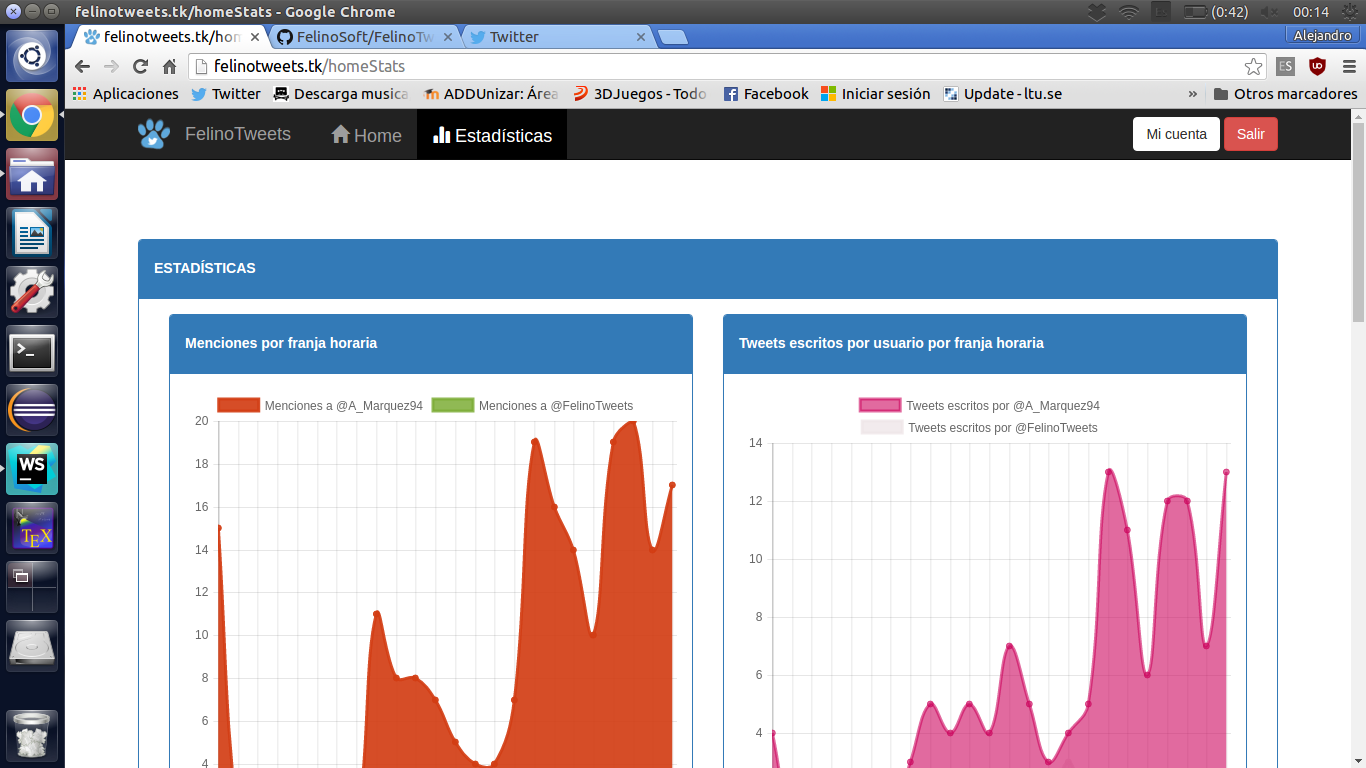 felinotweets.tk/homeStats - Google Chrome
(0:42)
00:14
felinotweets.tk/hom
FelinoSoft/FelinoTw
Twitter
Alejandro
felinotweets.tk/homeStats
ES
Aplicaciones
Twitter
Descarga musica
ADDUnizar: Área
3DJuegos - Todo
Facebook
Iniciar sesión
Update - ltu.se
»
Otros marcadores
FelinoTweets
Home
Estadísticas
Mi cuenta
Salir
ESTADÍSTICAS
Menciones por franja horaria
Menciones a @A_Marquez94
Menciones a @FelinoTweets
20
18
16
14
12
10
8
6
4
Tweets escritos por usuario por franja horaria
Tweets escritos por @A_Marquez94
Tweets escritos por @FelinoTweets
14
12
10
8
6
4
WS
TEX